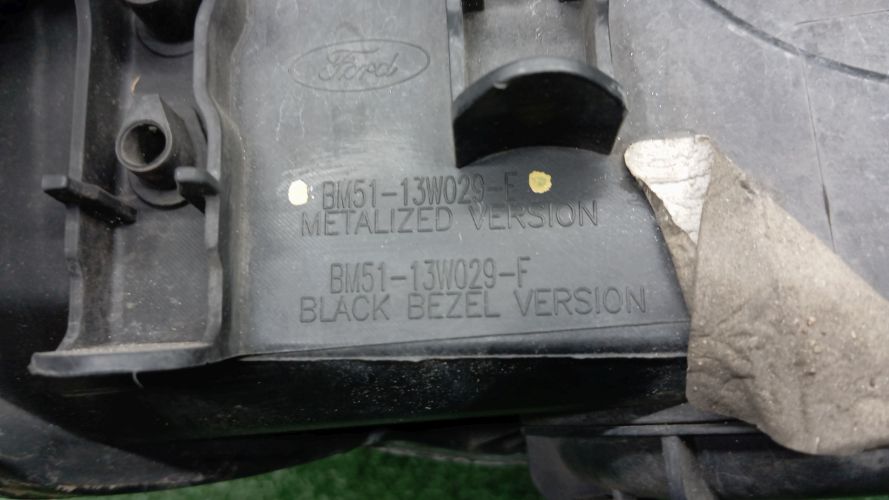 Ford
BM51-13W029-F
METALIZED VERSION
BM51-13W029-F
BLACK BEZEL VERSION